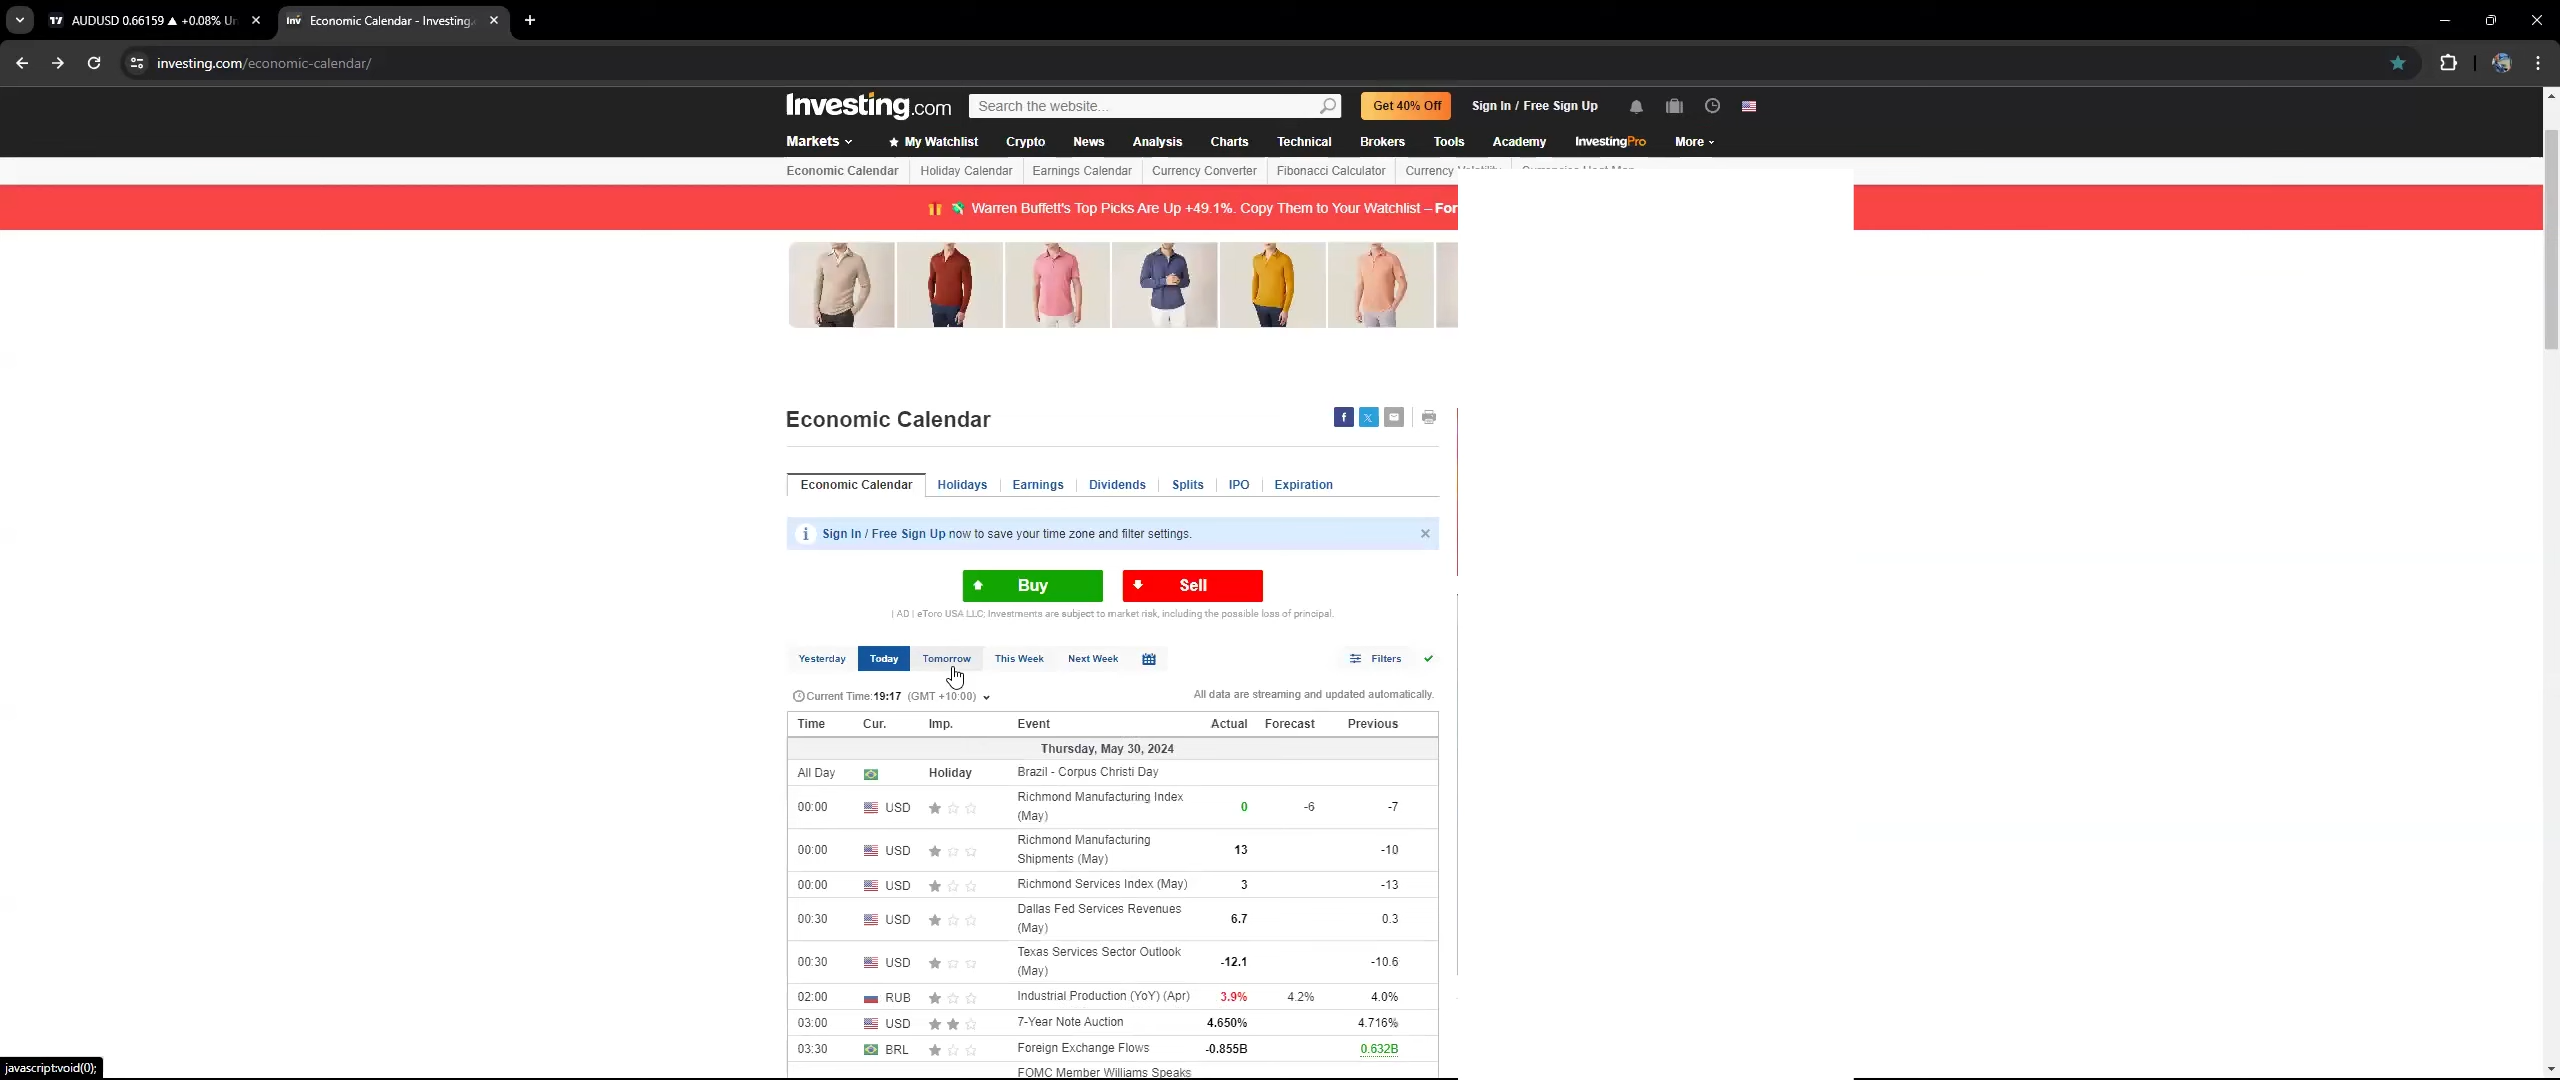 AUDUSD 0.66159 ▲ +0.08% Un
Economic Calendar - Investing.
investing.com/economic-calendar/
Investing.com
Search the website...
Get 40% Off
Sign In / Free Sign Up
Markets
My Watchlist
Crypto
News
Analysis
Charts
Technical
Brokers
Tools
Academy
InvestingPro
More
Economic Calendar
Holiday Calendar
Earnings Calendar
Currency Converter
Fibonacci Calculator
Currency
Warren Buffett's Top Picks Are Up +49.1%. Copy Them to Your Watchlist – For
Economic Calendar
Economic Calendar
Holidays
Earnings
Dividends
Splits
IPO
Expiration
Sign In / Free Sign Up now to save your time zone and filter settings.
Buy
Sell
| AD | eToro USA LLC; Investments are subject to market risk, including the possible loss of principal.
Yesterday
Today
Tomorrow
This Week
Next Week
Filters
Current Time:19:17 (GMT +10:00)
All data are streaming and updated automatically.
Time Cur. Imp. Event Actual Forecast Previous
Thursday, May 30, 2024
All Day Holiday Brazil - Corpus Christi Day
00:00 USD Richmond Manufacturing Index (May) 0 -6 -7
00:00 USD Richmond Manufacturing Shipments (May) 13 -10
00:00 USD Richmond Services Index (May) 3 -13
00:30 USD Dallas Fed Services Revenues (May) 6.7 0.3
00:30 USD Texas Services Sector Outlook (May) -12.1 -10.6
02:00 RUB Industrial Production (YoY) (Apr) 3.9% 4.2% 4.0%
03:00 USD 7-Year Note Auction 4.650% 4.716%
03:30 BRL Foreign Exchange Flows -0.855B 0.632B
FOMC Member Williams Speaks
javascript:void(0);